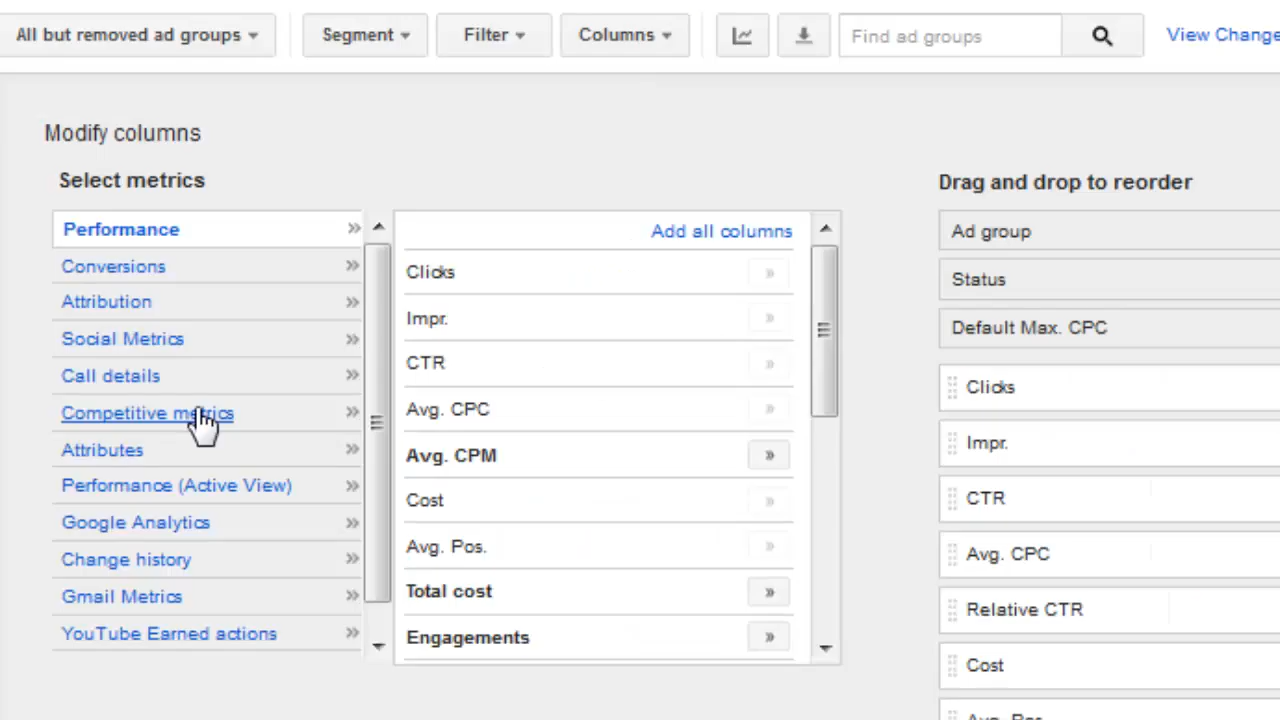 All but removed ad groups
Segment
Filter
Columns
Find ad groups
View Change
Modify columns
Select metrics
Performance
Conversions
Attribution
Social Metrics
Call details
Competitive metrics
Attributes
Performance (Active View)
Google Analytics
Change history
Gmail Metrics
YouTube Earned actions
Add all columns
Clicks
Impr.
CTR
Avg. CPC
Avg. CPM
Cost
Avg. Pos.
Total cost
Engagements
Drag and drop to reorder
Ad group
Status
Default Max. CPC
Clicks
Impr.
CTR
Avg. CPC
Relative CTR
Cost
Avg. Pos.